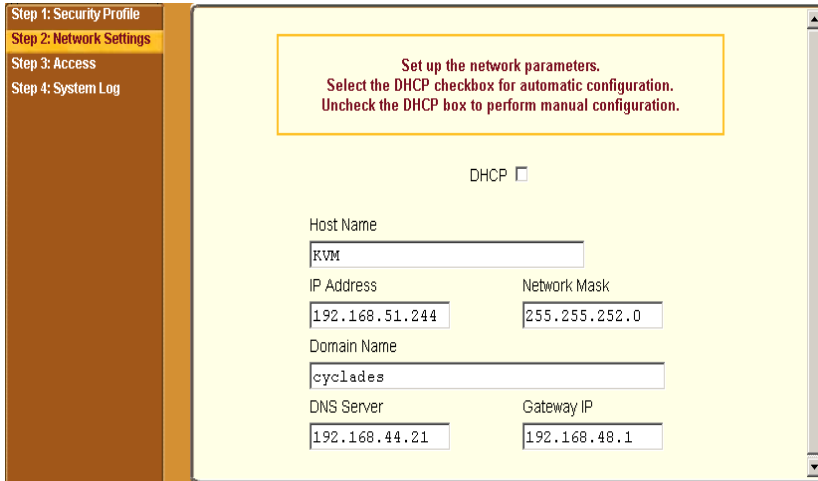 Step 1: Security Profile
Step 2: Network Settings
Step 3: Access
Step 4: System Log
Set up the network parameters.
Select the DHCP checkbox for automatic configuration.
Uncheck the DHCP box to perform manual configuration.
DHCP
Host Name
KVM
IP Address Network Mask
192.168.51.244 255.255.252.0
Domain Name
cyclades
DNS Server Gateway IP
192.168.44.21 192.168.48.1